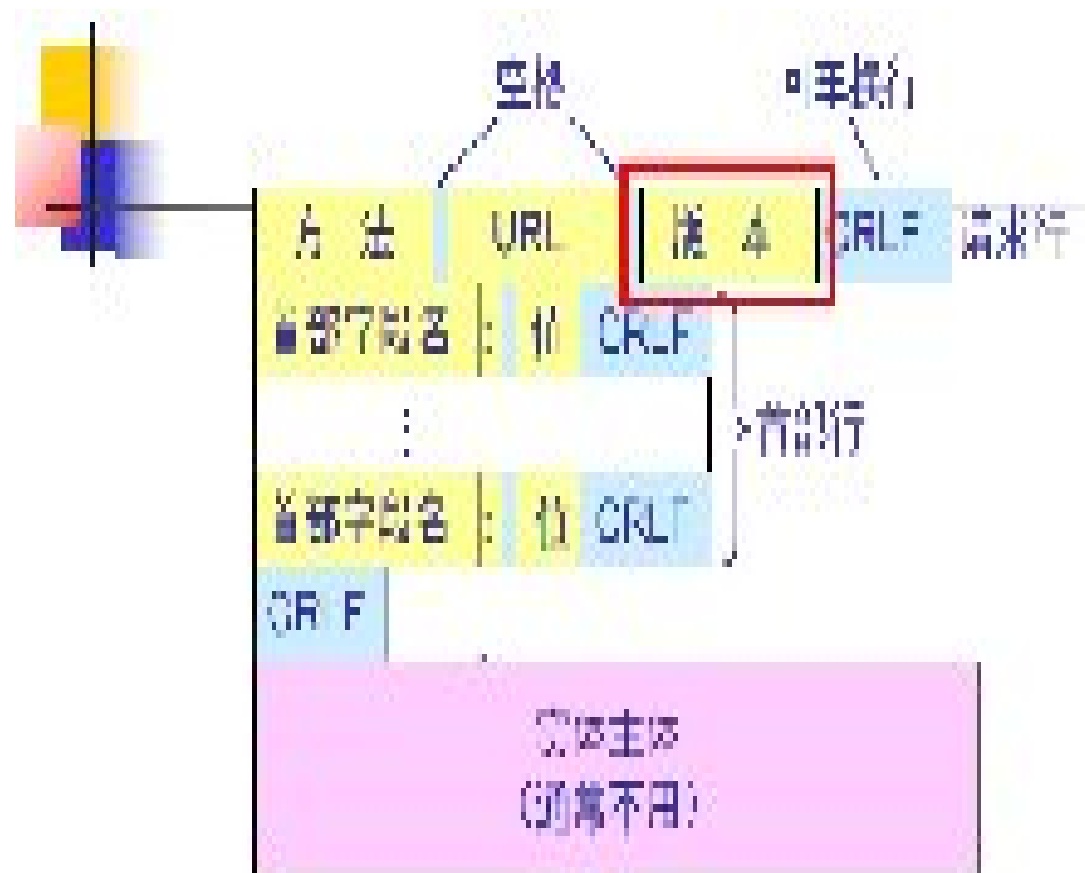 空格 回车换行
方 法 URL 版 本 CRLF 请求行
首部字段名 : 值 CRLF
⋮
首部行
首部字段名 : 值 CRLF
CRLF
实体主体
(通常不用)